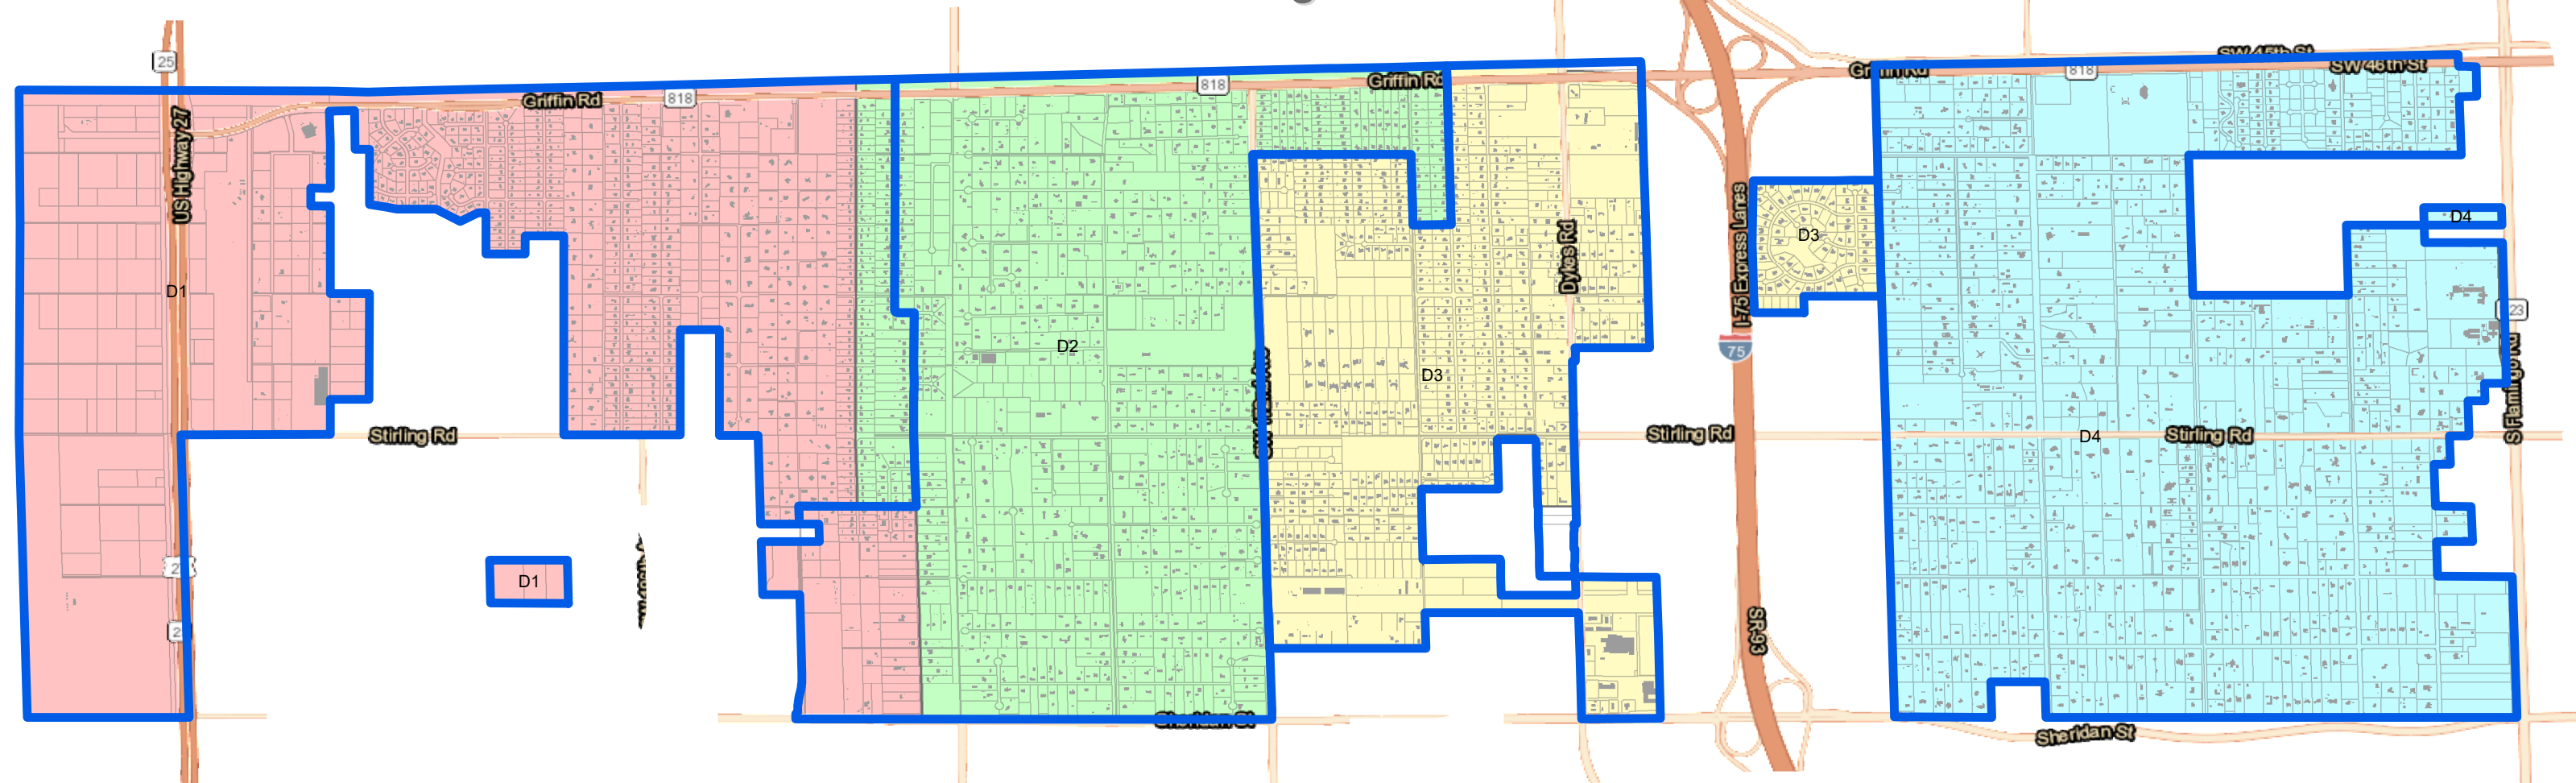 SW 45th St
25
Griffin Rd
818
818
Griffin Rd
Griffin Rd
818
SW 46th St
US Highway 27
I-75 Express Lanes
Dykes Rd
D3
D4
D1
D2
D3
75
23
S Flamingo Rd
Stirling Rd
Stirling Rd
D4
Stirling Rd
D1
SR-93
Sheridan St
Sheridan St